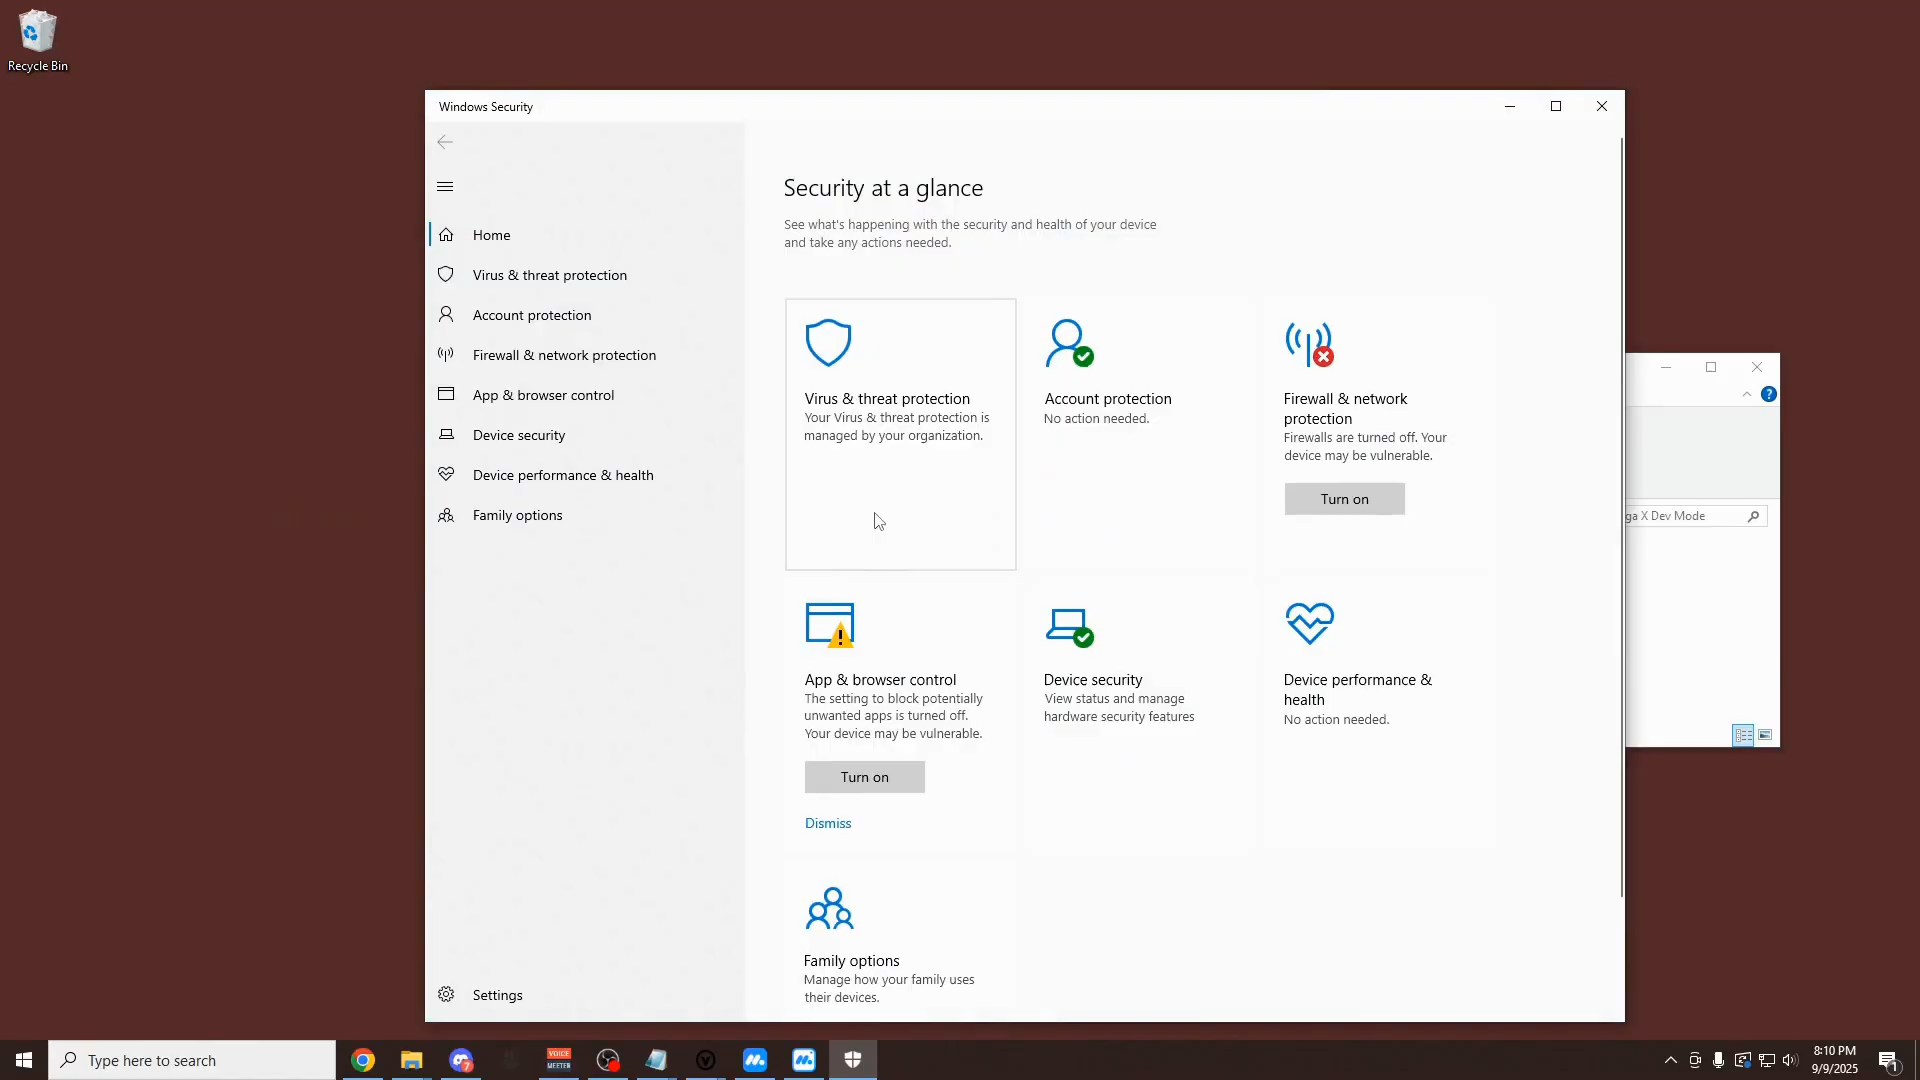 Recycle Bin
Windows Security
Home
Virus & threat protection
Account protection
Firewall & network protection
App & browser control
Device security
Device performance & health
Family options
Settings
Security at a glance
See what's happening with the security and health of your device
and take any actions needed.
Virus & threat protection
Your Virus & threat protection is
managed by your organization.
Account protection
No action needed.
Firewall & network
protection
Firewalls are turned off. Your
device may be vulnerable.
Turn on
App & browser control
The setting to block potentially
unwanted apps is turned off.
Your device may be vulnerable.
Turn on
Dismiss
Device security
View status and manage
hardware security features
Device performance &
health
No action needed.
Family options
Manage how your family uses
their devices.
ga X Dev Mode
Type here to search
7
VOICE
MEETER
8:10 PM
9/9/2025
1